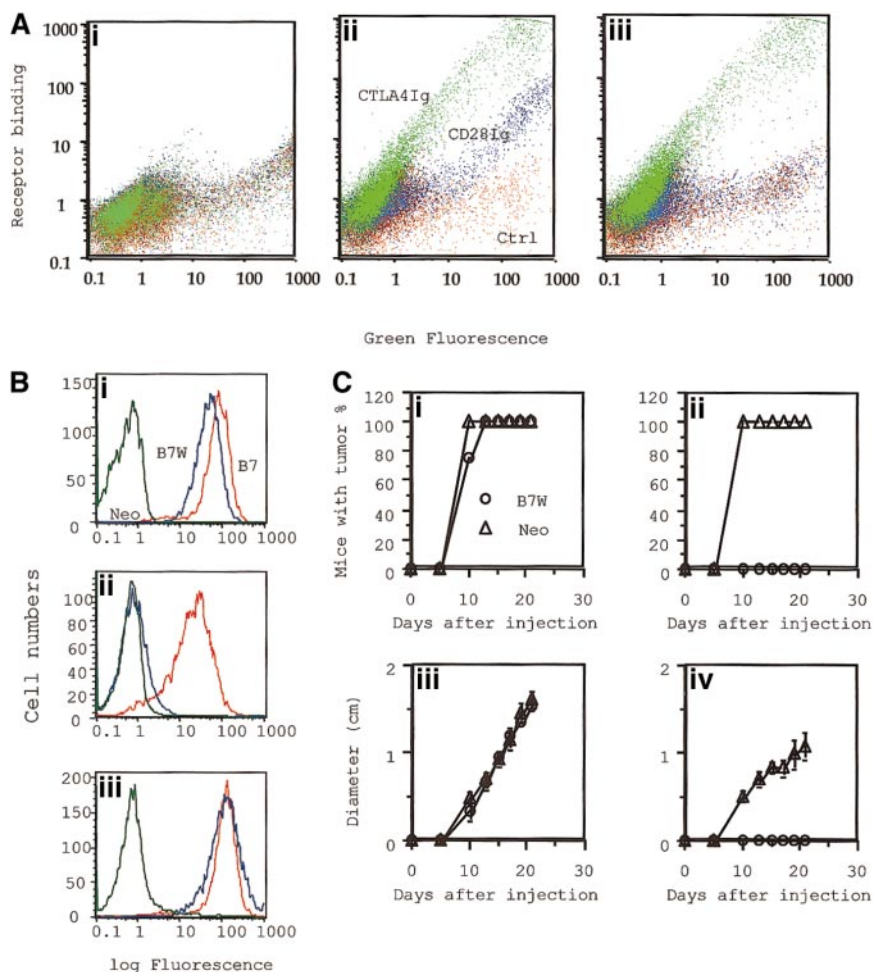 A
i
ii
iii
Receptor binding
1000
100
10
1
0.1
CTLA4Ig
CD28Ig
Ctrl
0.1 1 10 100 1000
0.1 1 10 100 1000
0.1 1 10 100 1000
Green Fluorescence
B
Cell numbers
i
150
100
50
0
B7W
B7
Neo
0.1 1 10 100 1000
ii
100
80
60
40
20
0
0.1 1 10 100 1000
iii
200
150
100
50
0
0.1 1 10 100 1000
log Fluorescence
C
i
Mice with tumor %
120
100
80
60
40
20
0
B7W
Neo
0 10 20 30
Days after injection
ii
120
100
80
60
40
20
0
0 10 20 30
Days after injection
iii
Diameter (cm)
2
1
0
0 10 20 30
Days after injection
iv
2
1
0
0 10 20 30
Days after injection